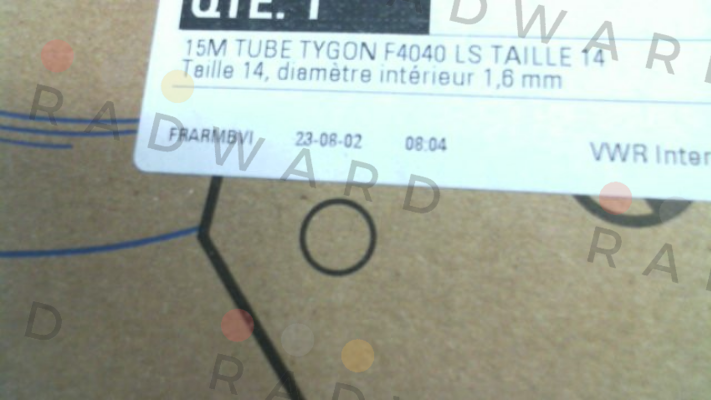 QTE. 1
15M TUBE TYGON F4040 LS TAILLE 14
Taille 14, diamètre intérieur 1,6 mm
FRARMBVI 23-08-02 08:04
VWR Inter
RADWARD
RADWARD